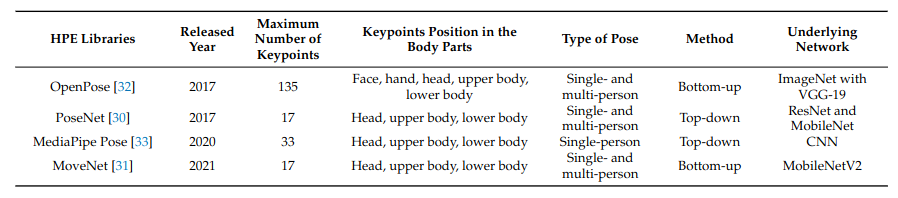 HPE Libraries Released Year Maximum Number of Keypoints Keypoints Position in the Body Parts Type of Pose Method Underlying Network
OpenPose [32] 2017 135 Face, hand, head, upper body, lower body Single- and multi-person Bottom-up ImageNet with VGG-19
PoseNet [30] 2017 17 Head, upper body, lower body Single- and multi-person Top-down ResNet and MobileNet
MediaPipe Pose [33] 2020 33 Head, upper body, lower body Single-person Top-down CNN
MoveNet [31] 2021 17 Head, upper body, lower body Single- and multi-person Bottom-up MobileNetV2